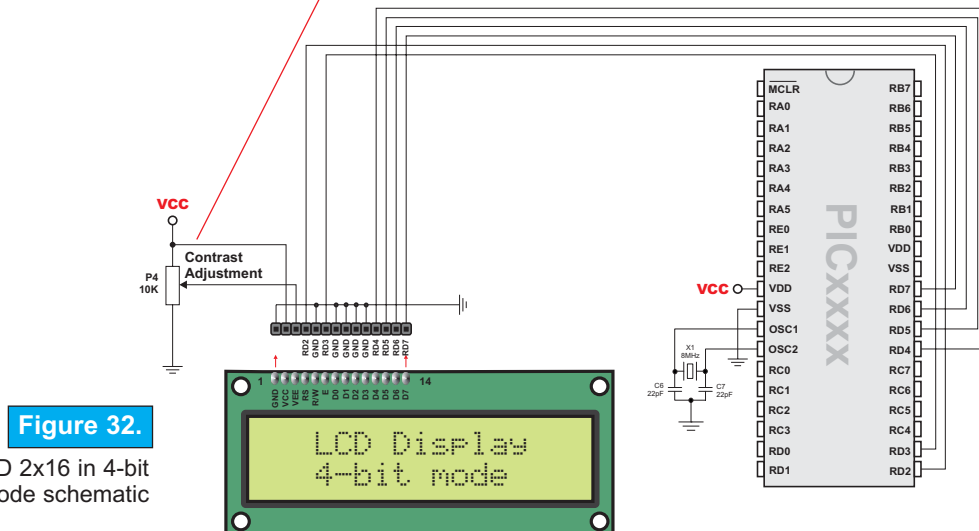 VCC
Contrast
Adjustment
P4
10K
RD2
GND
RD3
GND
GND
GND
GND
RD4
RD5
RD6
RD7
1
14
GND
VCC
VEE
RS
R/W
E
D0
D1
D2
D3
D4
D5
D6
D7
LCD Display
4-bit mode
Figure 32.
D 2x16 in 4-bit
ode schematic
VCC
X1
8MHz
C6
22pF
C7
22pF
PICxxxx
MCLR
RA0
RA1
RA2
RA3
RA4
RA5
RE0
RE1
RE2
VDD
VSS
OSC1
OSC2
RC0
RC1
RC2
RC3
RD0
RD1
RB7
RB6
RB5
RB4
RB3
RB2
RB1
RB0
VDD
VSS
RD7
RD6
RD5
RD4
RC7
RC6
RC5
RC4
RD3
RD2